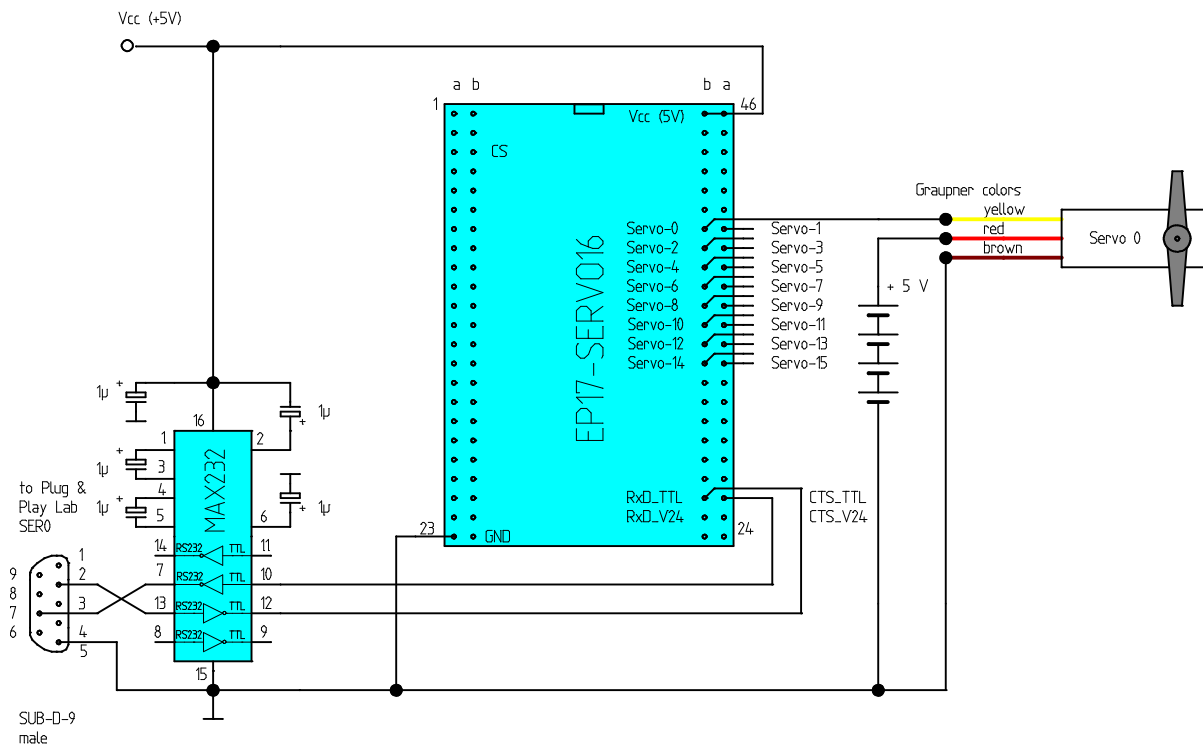 Vcc (+5V)
a b
b a
1
46
Vcc (5V)
CS
Graupner colors
yellow
red
brown
Servo 0
Servo-0
Servo-1
Servo-2
Servo-3
Servo-4
Servo-5
Servo-6
Servo-7
Servo-8
Servo-9
Servo-10
Servo-11
Servo-12
Servo-13
Servo-14
Servo-15
+ 5 V
EP17-SERVO16
1µ +
16
1µ +
1
2
1µ +
3
4
1µ +
5
6
1µ +
MAX232
to Plug &
Play Lab
SER0
RxD_TTL
CTS_TTL
RxD_V24
CTS_V24
23
GND
24
14 RS232 TTL 11
7 RS232 TTL 10
13 RS232 TTL 12
8 RS232 TTL 9
15
1
9
2
8
3
7
4
6
5
SUB-D-9
male